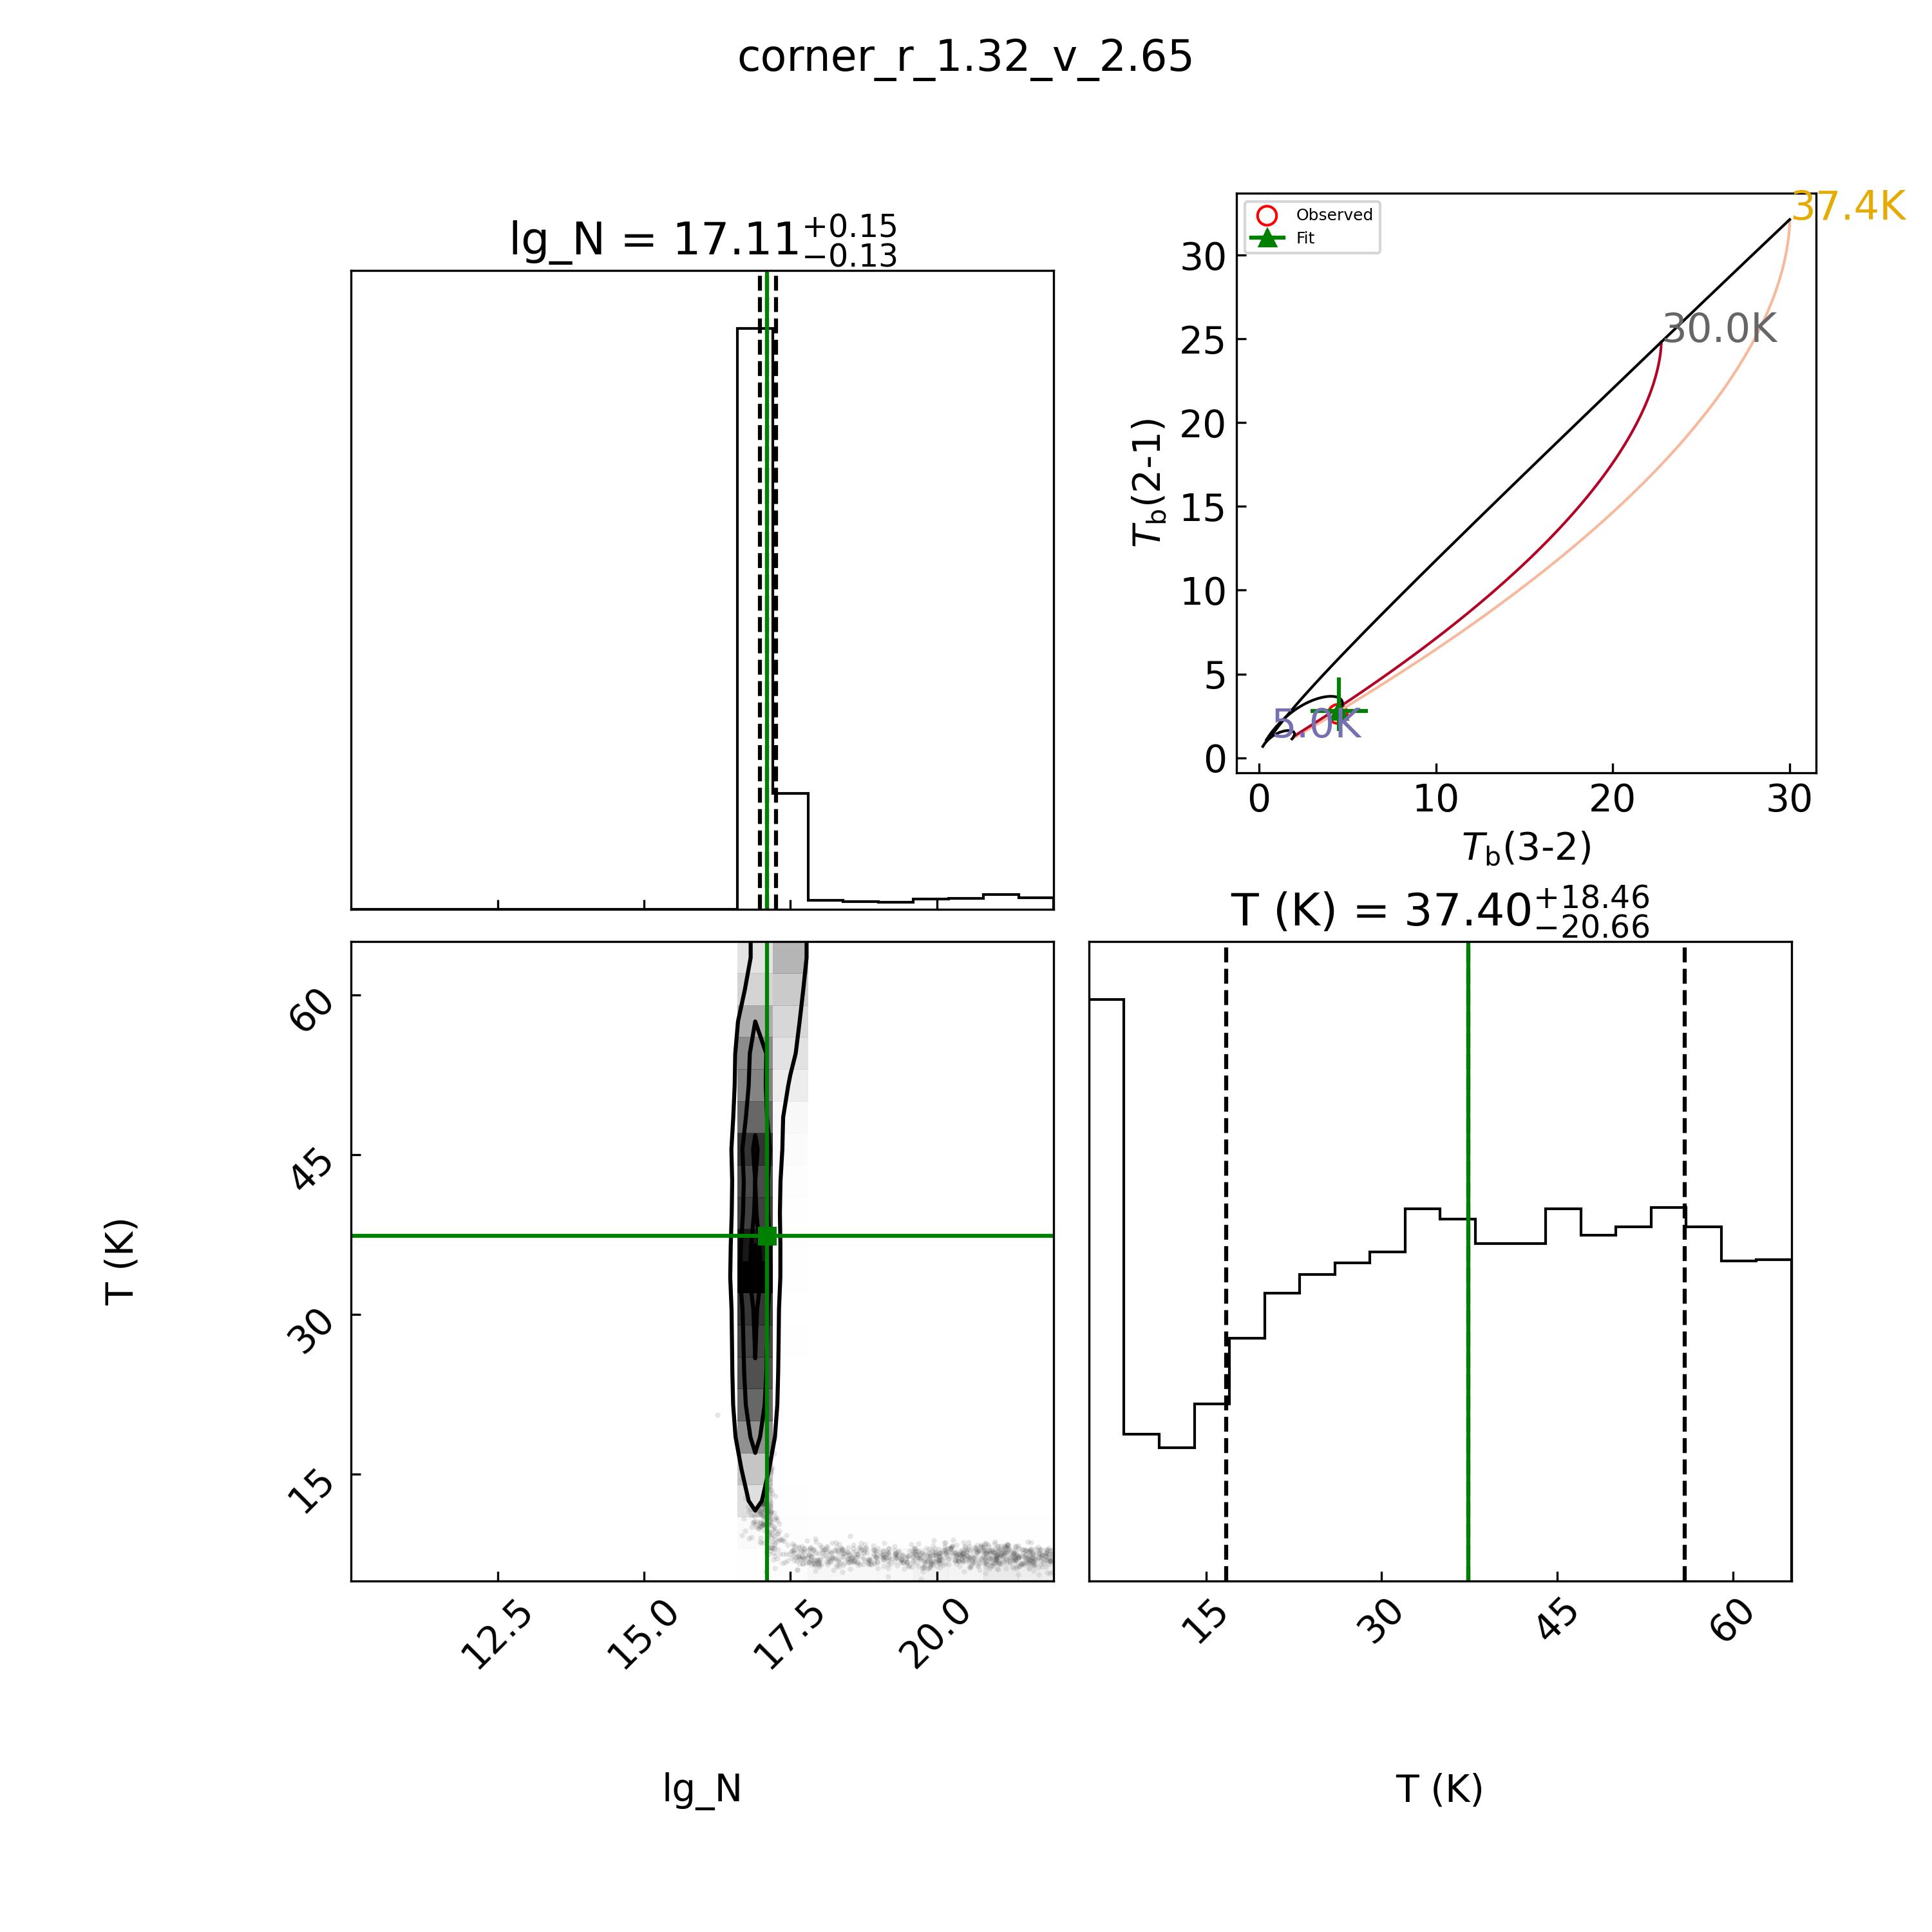 corner_r_1.32_v_2.65
lg_N = 17.11+0.15−0.13
37.4K
Observed
Fit
30
25
30.0K
20
15
10
5
5.0K
0
Tb(2-1)
0 10 20 30
Tb(3-2)
T (K) = 37.40+18.46−20.66
60
45
30
15
T (K)
12.5 15.0 17.5 20.0
15 30 45 60
lg_N
T (K)